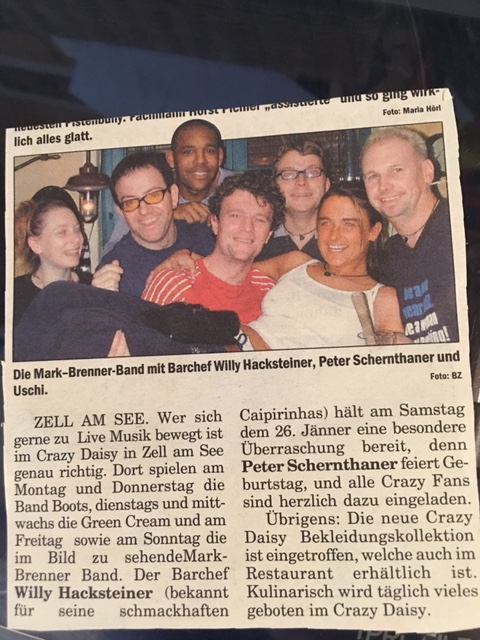 neuesten Pistenbully. Fachmann Horst Pichler „assistierte" und so ging wirk-
lich alles glatt.
Foto: Maria Hörl
Die Mark–Brenner-Band mit Barchef Willy Hacksteiner, Peter Schernthaner und
Uschi.
Foto: BZ
ZELL AM SEE. Wer sich
gerne zu Live Musik bewegt ist
im Crazy Daisy in Zell am See
genau richtig. Dort spielen am
Montag und Donnerstag die
Band Boots, dienstags und mitt-
wachs die Green Cream und am
Freitag sowie am Sonntag die
im Bild zu sehendeMark-
Brenner Band. Der Barchef
Willy Hacksteiner (bekannt
für seine schmackhaften
Caipirinhas) hält am Samstag
dem 26. Jänner eine besondere
Überraschung bereit, denn
Peter Schernthaner feiert Ge-
burtstag, und alle Crazy Fans
sind herzlich dazu eingeladen.
Übrigens: Die neue Crazy
Daisy Bekleidungskollektion
ist eingetroffen, welche auch im
Restaurant erhältlich ist.
Kulinarisch wird täglich vieles
geboten im Crazy Daisy.